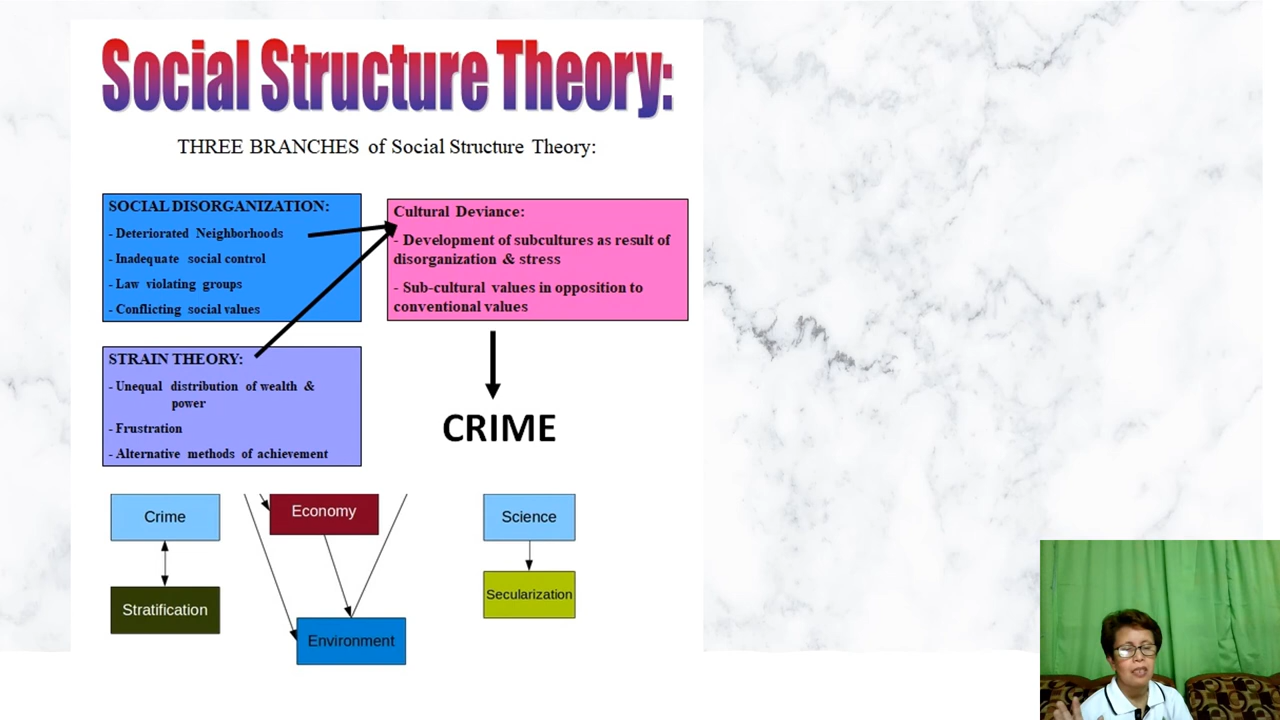 Social Structure Theory:
THREE BRANCHES of Social Structure Theory:
SOCIAL DISORGANIZATION:
- Deteriorated Neighborhoods
- Inadequate social control
- Law violating groups
- Conflicting social values
Cultural Deviance:
- Development of subcultures as result of
disorganization & stress
- Sub-cultural values in opposition to
conventional values
STRAIN THEORY:
- Unequal distribution of wealth &
power
- Frustration
- Alternative methods of achievement
CRIME
Crime
Economy
Science
Stratification
Secularization
Environment